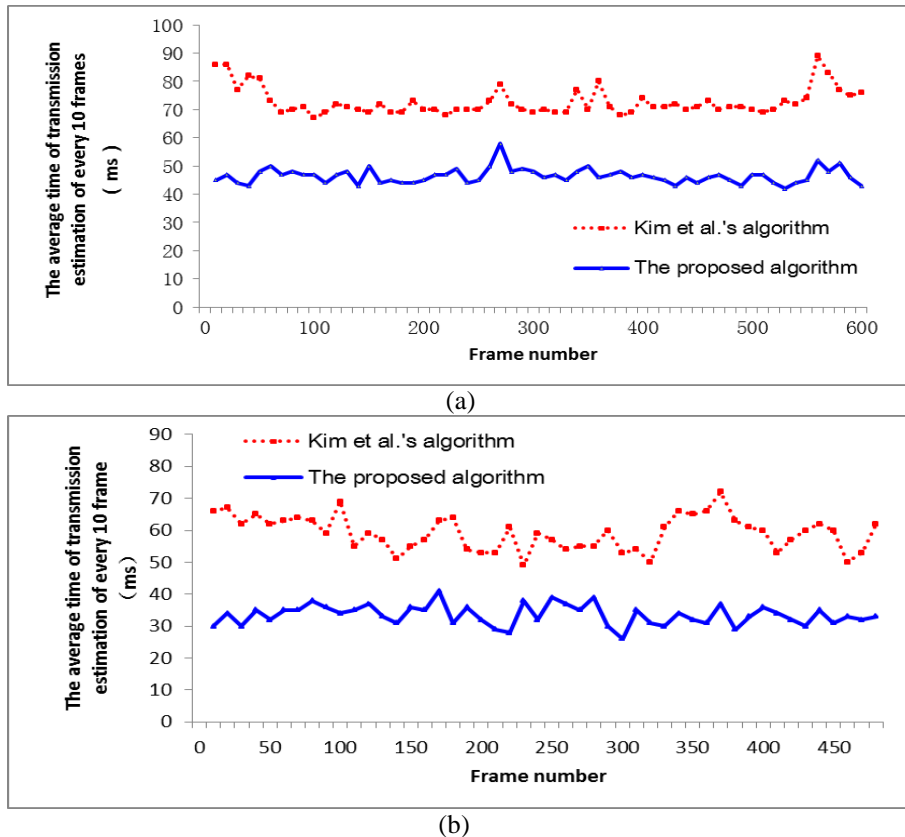 The average time of transmission
estimation of every 10 frames
( ms )
100
90
80
70
60
50
40
30
20
10
0
Kim et al.'s algorithm
The proposed algorithm
0 100 200 300 400 500 600
Frame number
(a)
The average time of transmission
estimation of every 10 frame
( ms)
90
80
70
60
50
40
30
20
10
0
Kim et al.'s algorithm
The proposed algorithm
0 50 100 150 200 250 300 350 400 450
Frame number
(b)